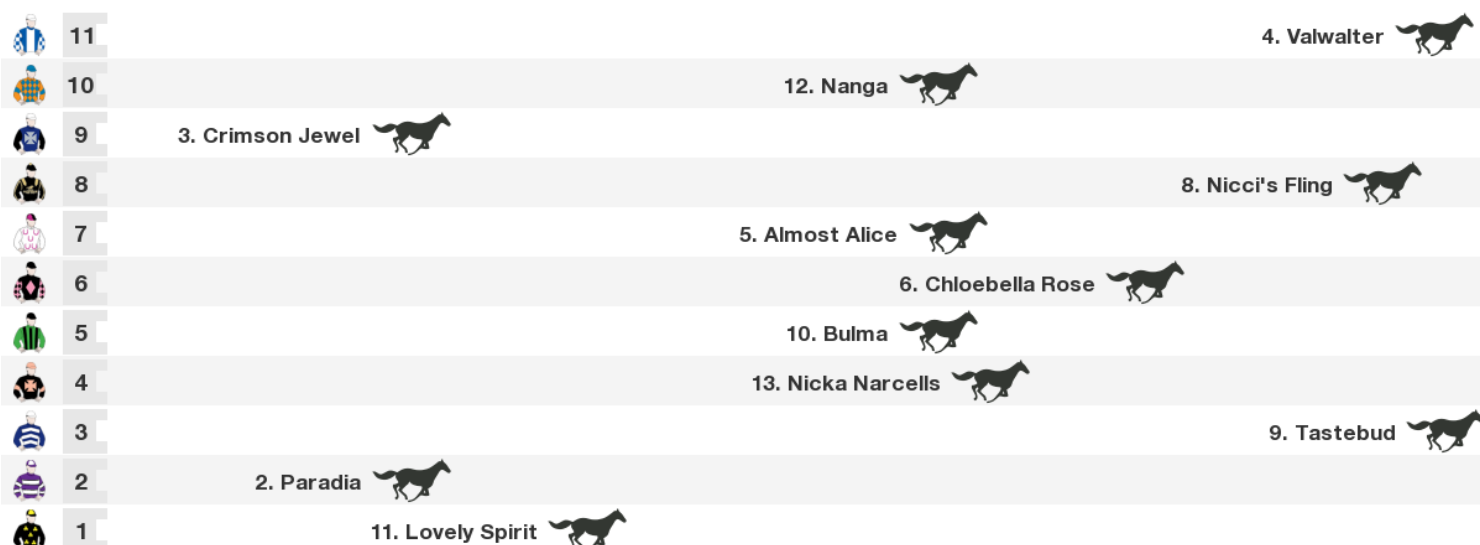 11 4. Valwalter
10 12. Nanga
9 3. Crimson Jewel
8 8. Nicci's Fling
7 5. Almost Alice
6 6. Chloebella Rose
5 10. Bulma
4 13. Nicka Narcells
3 9. Tastebud
2 2. Paradia
1 11. Lovely Spirit